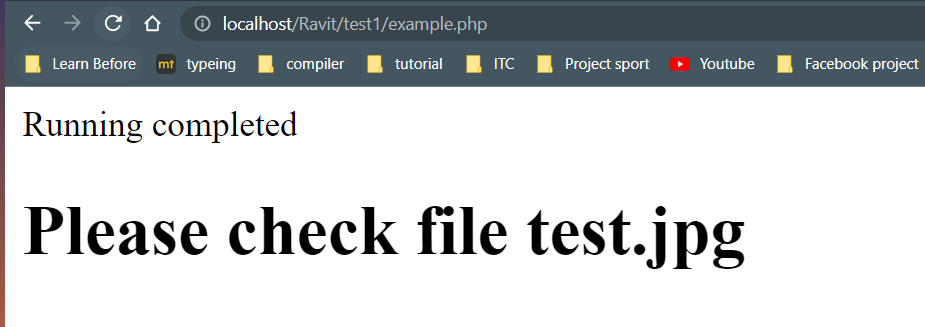 localhost/Ravit/test1/example.php
Learn Before mt typeing compiler tutorial ITC Project sport Youtube Facebook project
Running completed
Please check file test.jpg